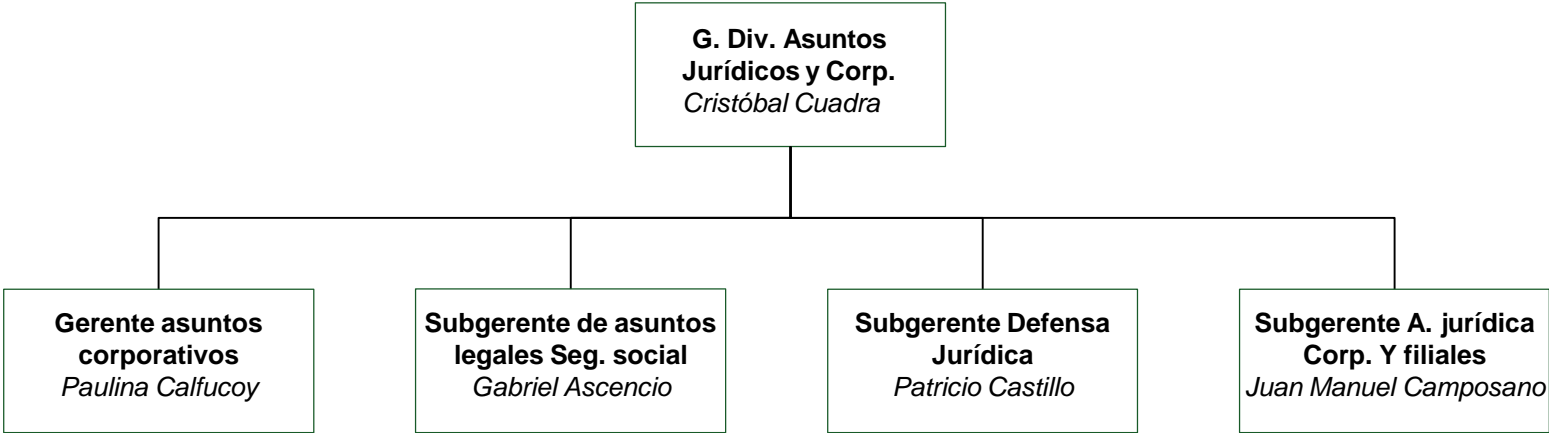 G. Div. Asuntos
Jurídicos y Corp.
Cristóbal Cuadra
Gerente asuntos
corporativos
Paulina Calfucoy
Subgerente de asuntos
legales Seg. social
Gabriel Ascencio
Subgerente Defensa
Jurídica
Patricio Castillo
Subgerente A. jurídica
Corp. Y filiales
Juan Manuel Camposano